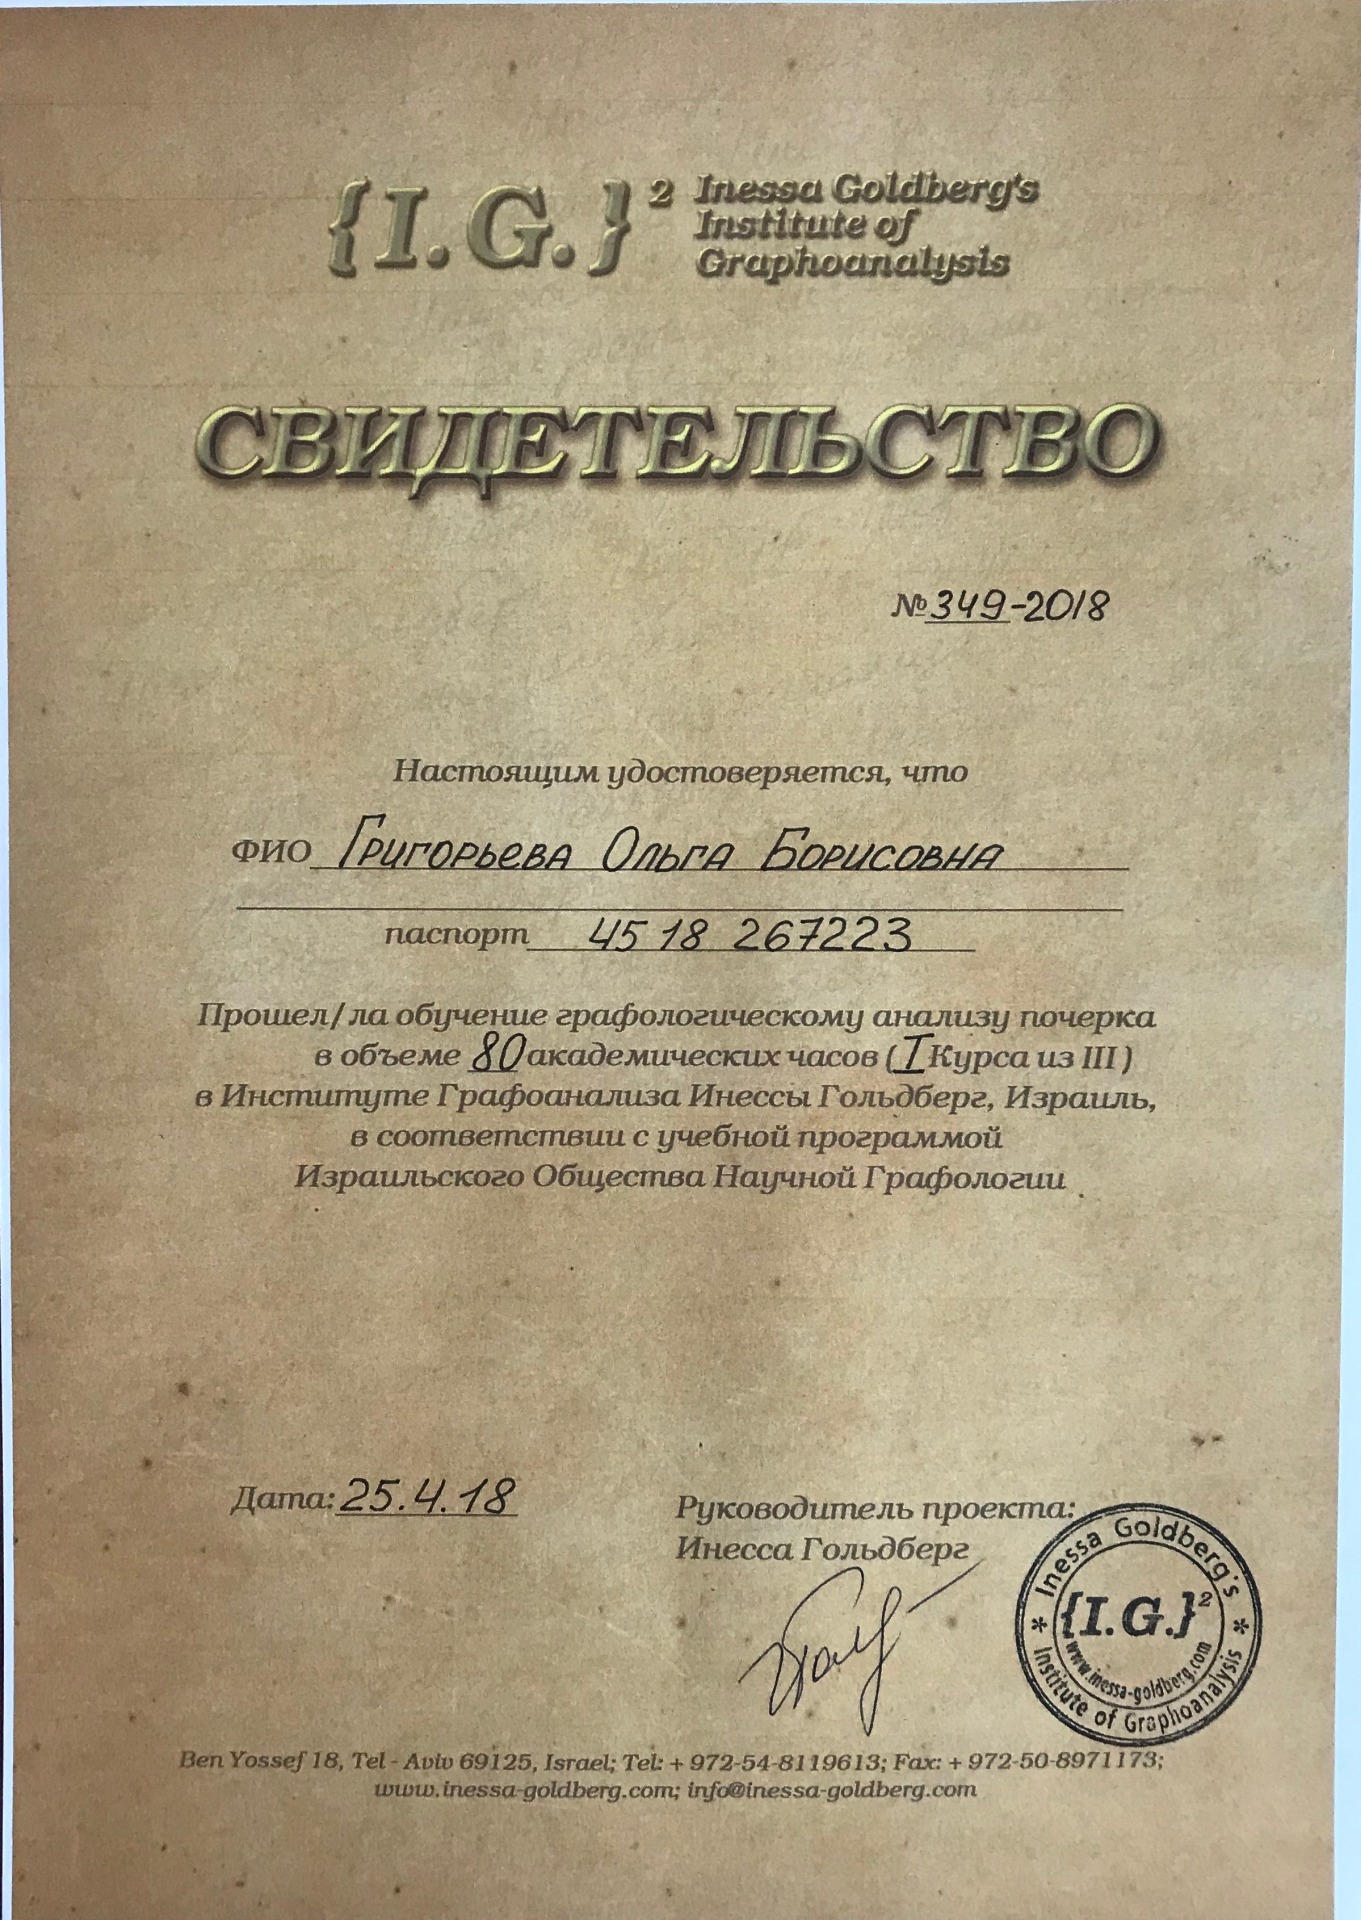 {I.G.}² Inessa Goldberg's
Institute of
Graphoanalysis
СВИДЕТЕЛЬСТВО
№349-2018
Настоящим удостоверяется, что
ФИО Григорьева Ольга Борисовна
паспорт 45 18 267223
Прошел/ла обучение графологическому анализу почерка
в объеме 80 академических часов (I Курса из III)
в Институте Графоанализа Инессы Гольдберг, Израиль,
в соответствии с учебной программой
Израильского Общества Научной Графологии
Дата: 25.4.18
Руководитель проекта:
Инесса Гольдберг
Inessa Goldberg's
{I.G.}²
www.inessa-goldberg.com
Institute of Graphoanalysis
Ben Yossef 18, Tel - Aviv 69125, Israel; Tel: + 972-54-8119613; Fax: + 972-50-8971173;
www.inessa-goldberg.com; info@inessa-goldberg.com